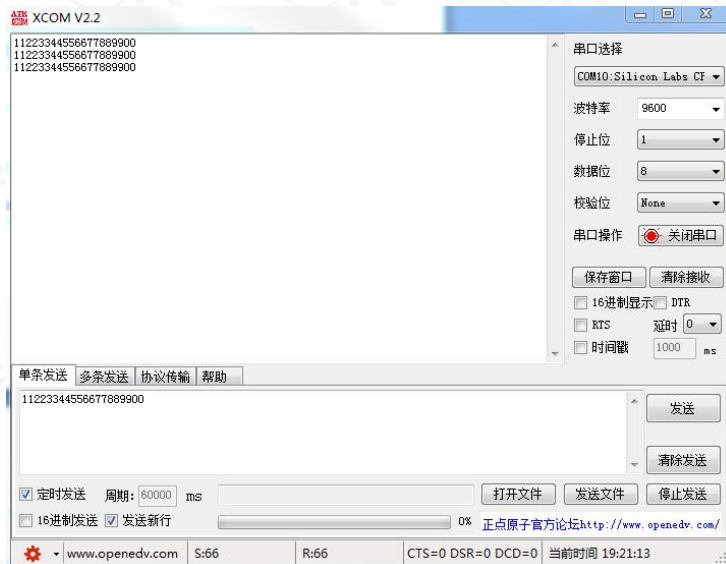 ATK XCOM XCOM V2.2
11223344556677889900
11223344556677889900
11223344556677889900
串口选择
COM10:Silicon Labs CF
波特率 9600
停止位 1
数据位 8
校验位 None
串口操作 关闭串口
保存窗口 清除接收
16进制显示 DTR
RTS 延时 0
时间戳 1000 ms
单条发送 多条发送 协议传输 帮助
11223344556677889900
发送
清除发送
定时发送 周期: 60000 ms 打开文件 发送文件 停止发送
16进制发送 发送新行 0% 正点原子官方论坛http://www.openedv.com/
www.openedv.com S:66 R:66 CTS=0 DSR=0 DCD=0 当前时间 19:21:13